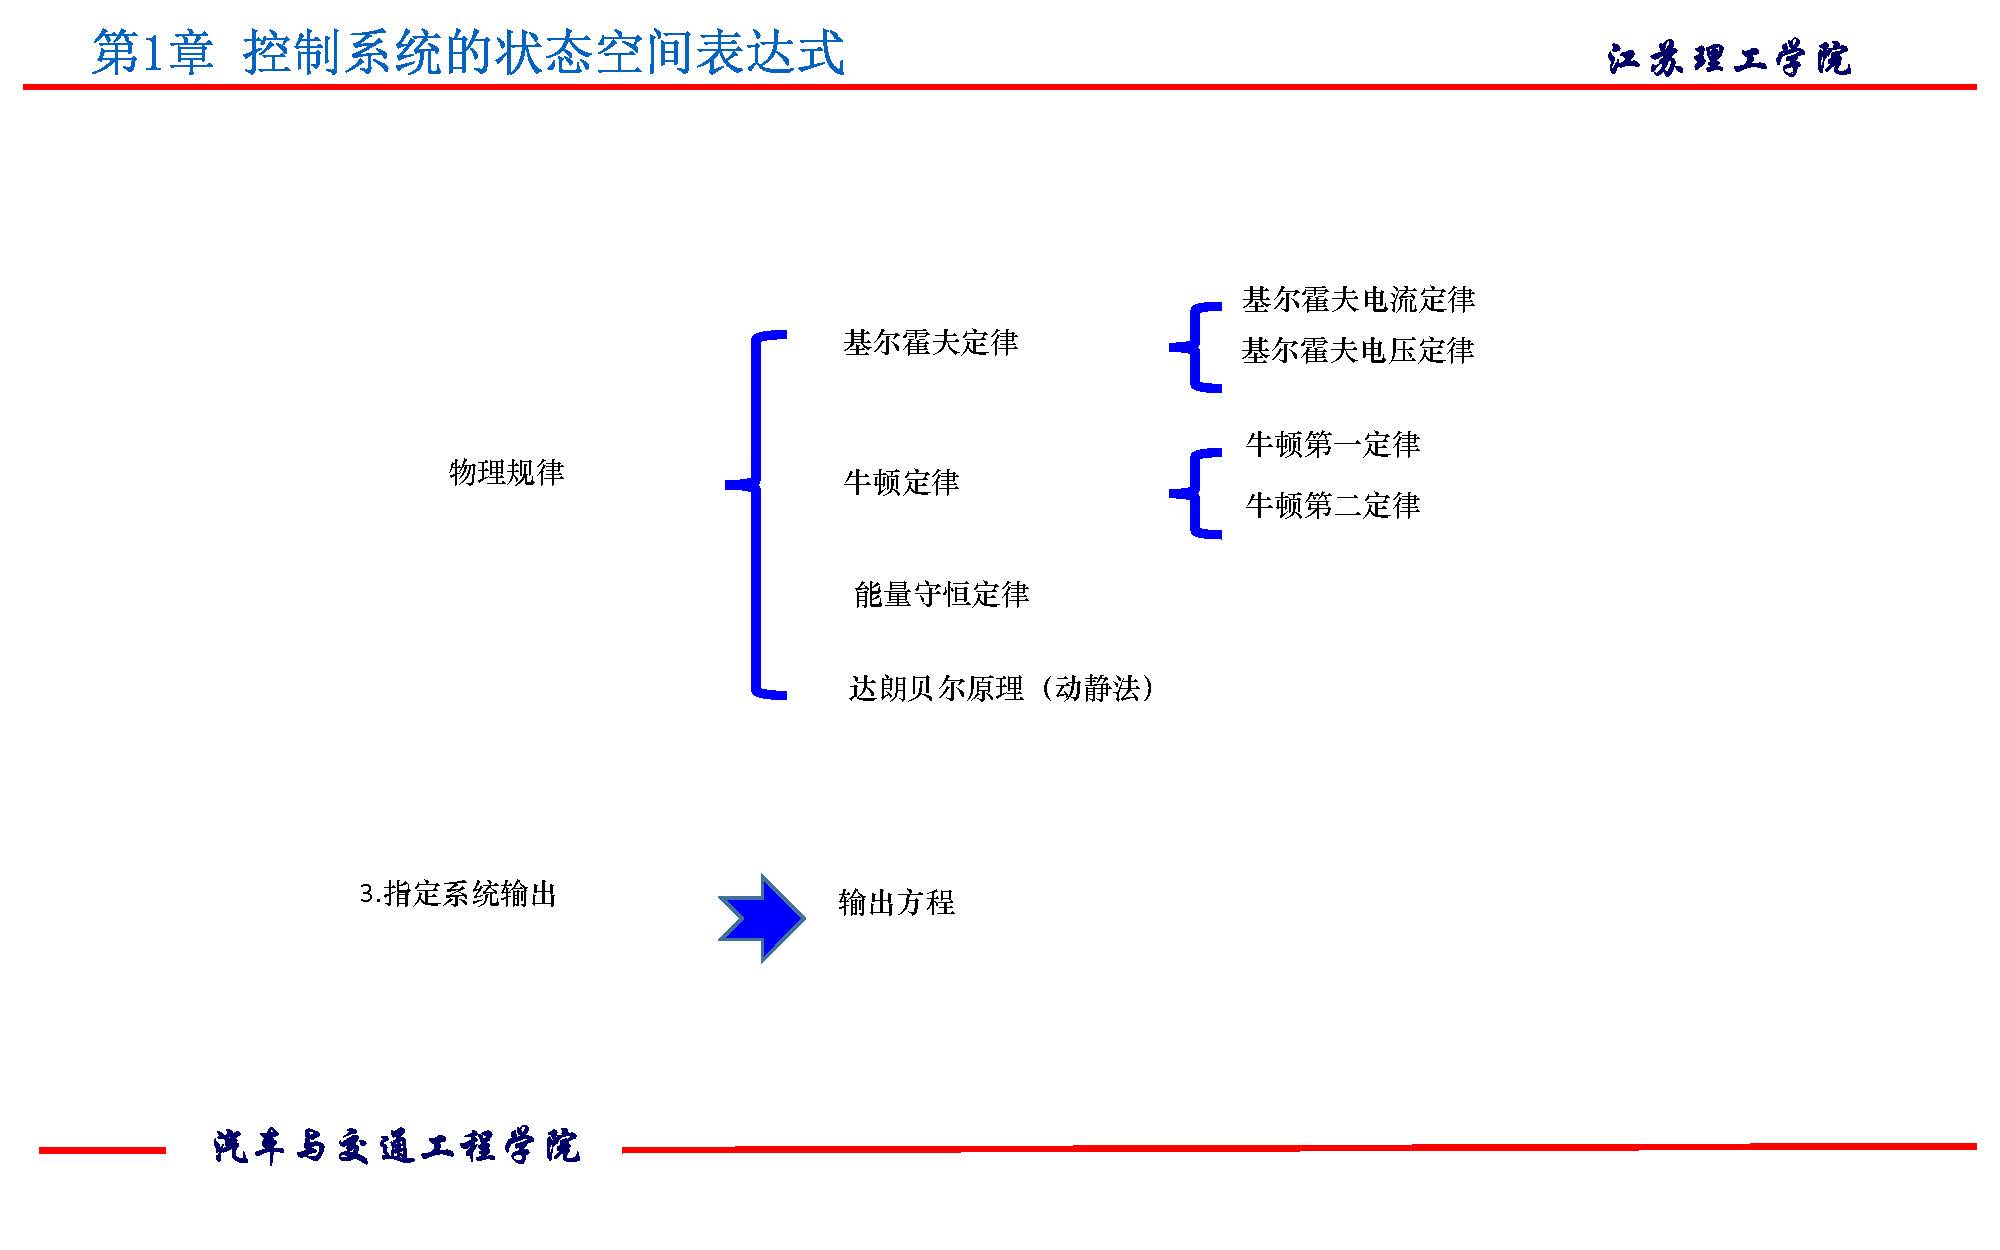 第1章 控制系统的状态空间表达式
江苏理工学院
基尔霍夫电流定律
基尔霍夫定律
基尔霍夫电压定律
牛顿第一定律
物理规律
牛顿定律
牛顿第二定律
能量守恒定律
达朗贝尔原理（动静法）
3.指定系统输出
输出方程
汽车与交通工程学院